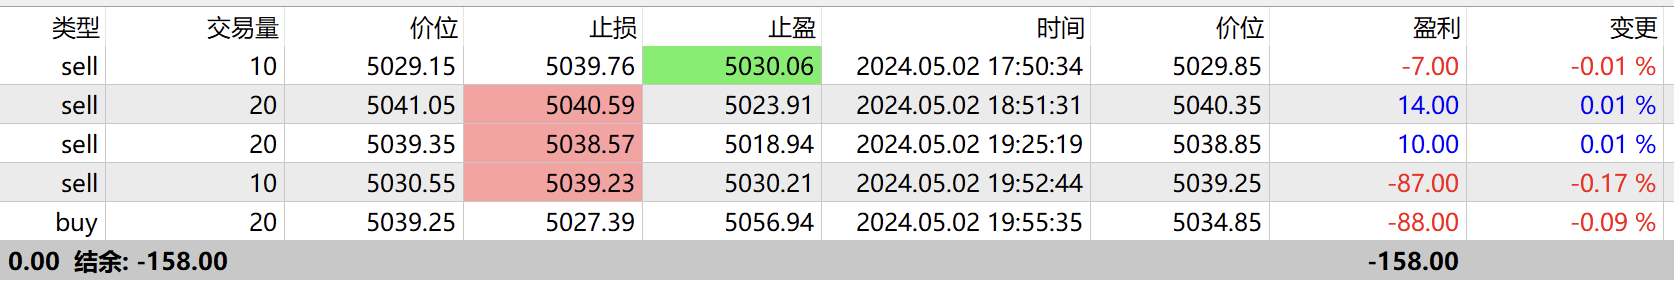 类型 交易量 价位 止损 止盈 时间 价位 盈利 变更
sell 10 5029.15 5039.76 5030.06 2024.05.02 17:50:34 5029.85 -7.00 -0.01 %
sell 20 5041.05 5040.59 5023.91 2024.05.02 18:51:31 5040.35 14.00 0.01 %
sell 20 5039.35 5038.57 5018.94 2024.05.02 19:25:19 5038.85 10.00 0.01 %
sell 10 5030.55 5039.23 5030.21 2024.05.02 19:52:44 5039.25 -87.00 -0.17 %
buy 20 5039.25 5027.39 5056.94 2024.05.02 19:55:35 5034.85 -88.00 -0.09 %
0.00 结余: -158.00 -158.00